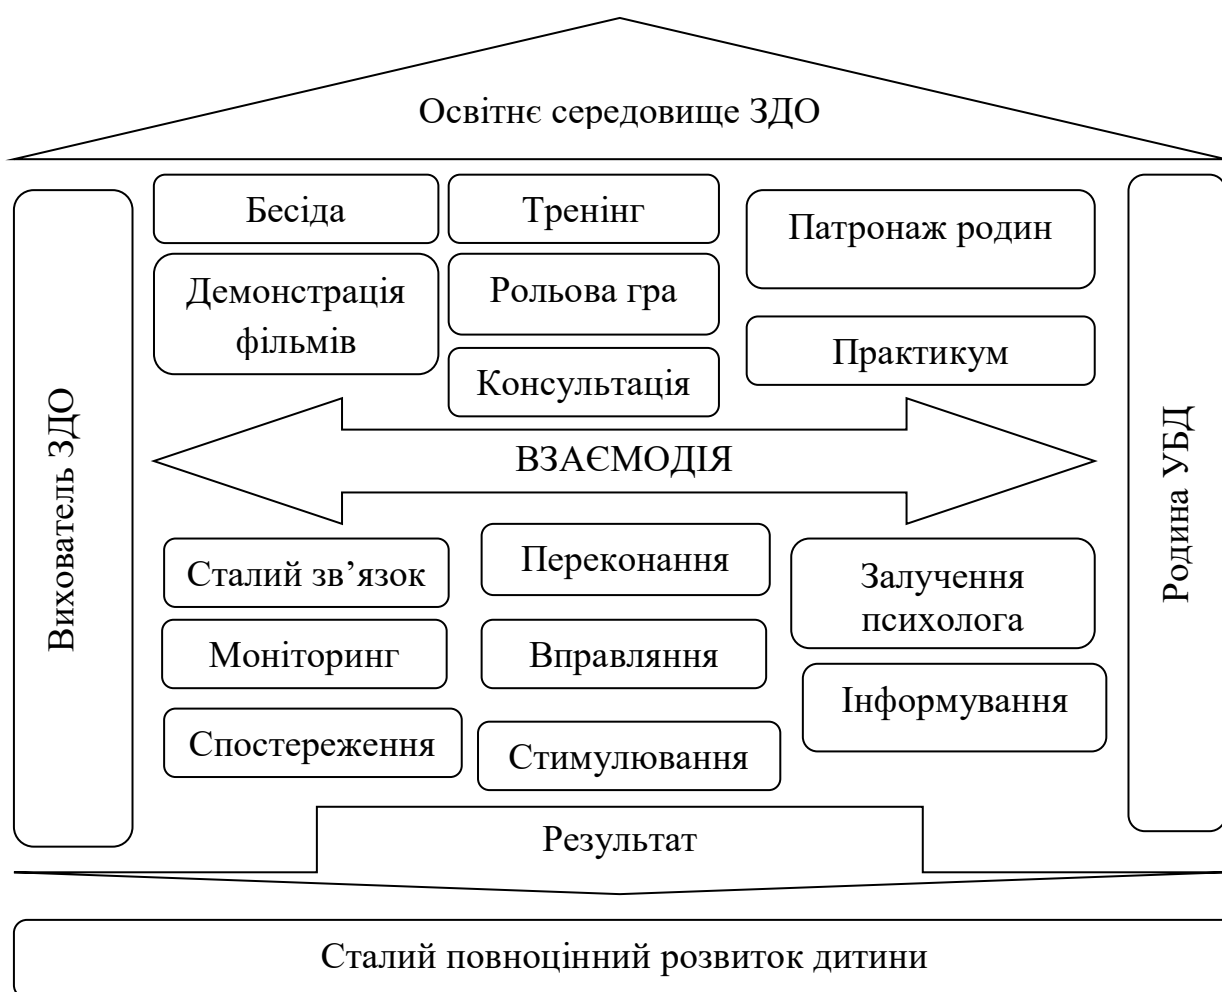 Освітнє середовище ЗДО
Бесіда
Тренінг
Патронаж родин
Демонстрація
фільмів
Рольова гра
Практикум
Консультація
Вихователь ЗДО
ВЗАЄМОДІЯ
Родина УБД
Сталий зв’язок
Переконання
Залучення
психолога
Моніторинг
Вправляння
Інформування
Спостереження
Стимулювання
Результат
Сталий повноцінний розвиток дитини